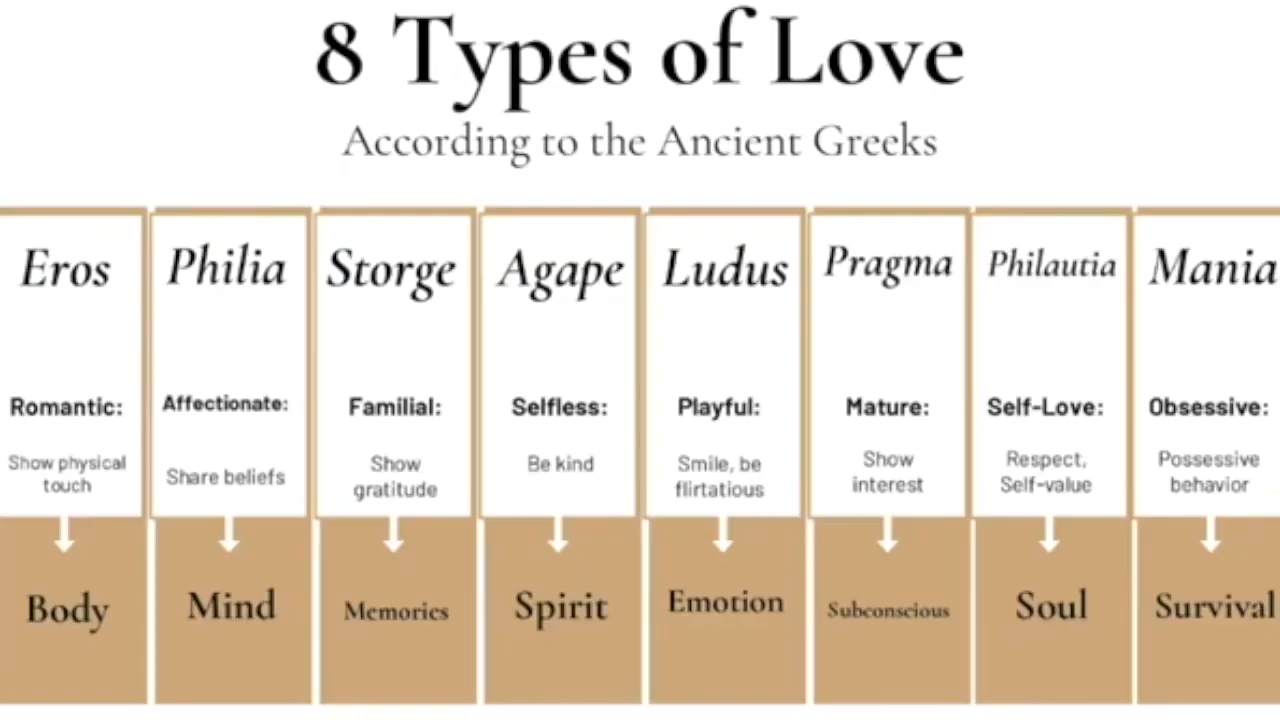 8 Types of Love
According to the Ancient Greeks
Eros
Romantic:
Show physical
touch
Body
Philia
Affectionate:
Share beliefs
Mind
Storge
Familial:
Show
gratitude
Memories
Agape
Selfless:
Be kind
Spirit
Ludus
Playful:
Smile, be
flirtatious
Emotion
Pragma
Mature:
Show
interest
Subconscious
Philautia
Self-Love:
Respect,
Self-value
Soul
Mania
Obsessive:
Possessive
behavior
Survival